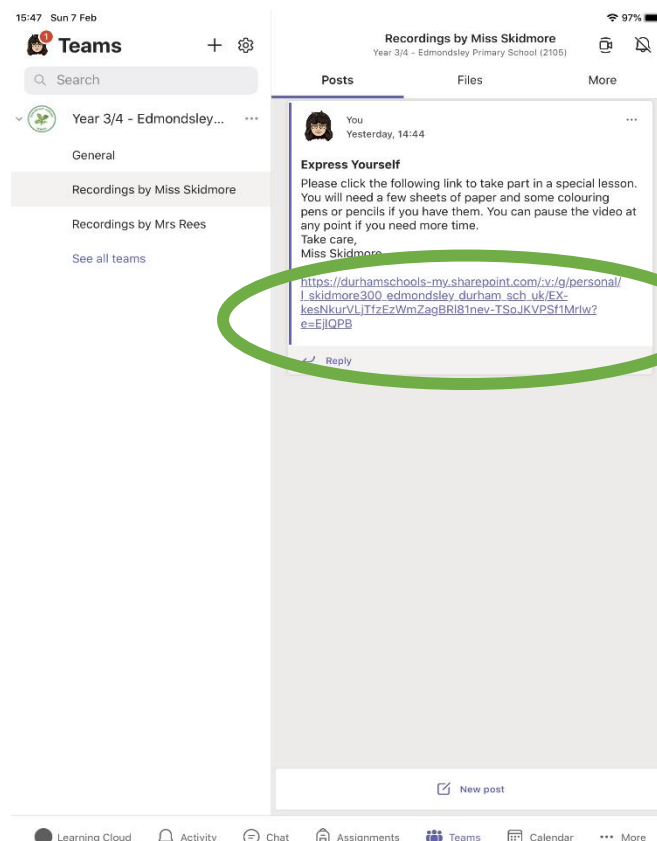 15:47 Sun 7 Feb
97%
1
Teams
Search
Year 3/4 - Edmondsley...
General
Recordings by Miss Skidmore
Recordings by Mrs Rees
See all teams
Recordings by Miss Skidmore
Year 3/4 - Edmondsley Primary School (2105)
Posts Files More
You
Yesterday, 14:44
Express Yourself
Please click the following link to take part in a special lesson.
You will need a few sheets of paper and some colouring
pens or pencils if you have them. You can pause the video at
any point if you need more time.
Take care,
Miss Skidmore
https://durhamschools-my.sharepoint.com/:v:/g/personal/
l_skidmore300_edmondsley_durham_sch_uk/EX-
kesNkurVLjTfzEzWmZagBRl81nev-TSoJKVPSf1MrIw?
e=EjIQPB
Reply
New post
Learning Cloud Activity Chat Assignments Teams Calendar More